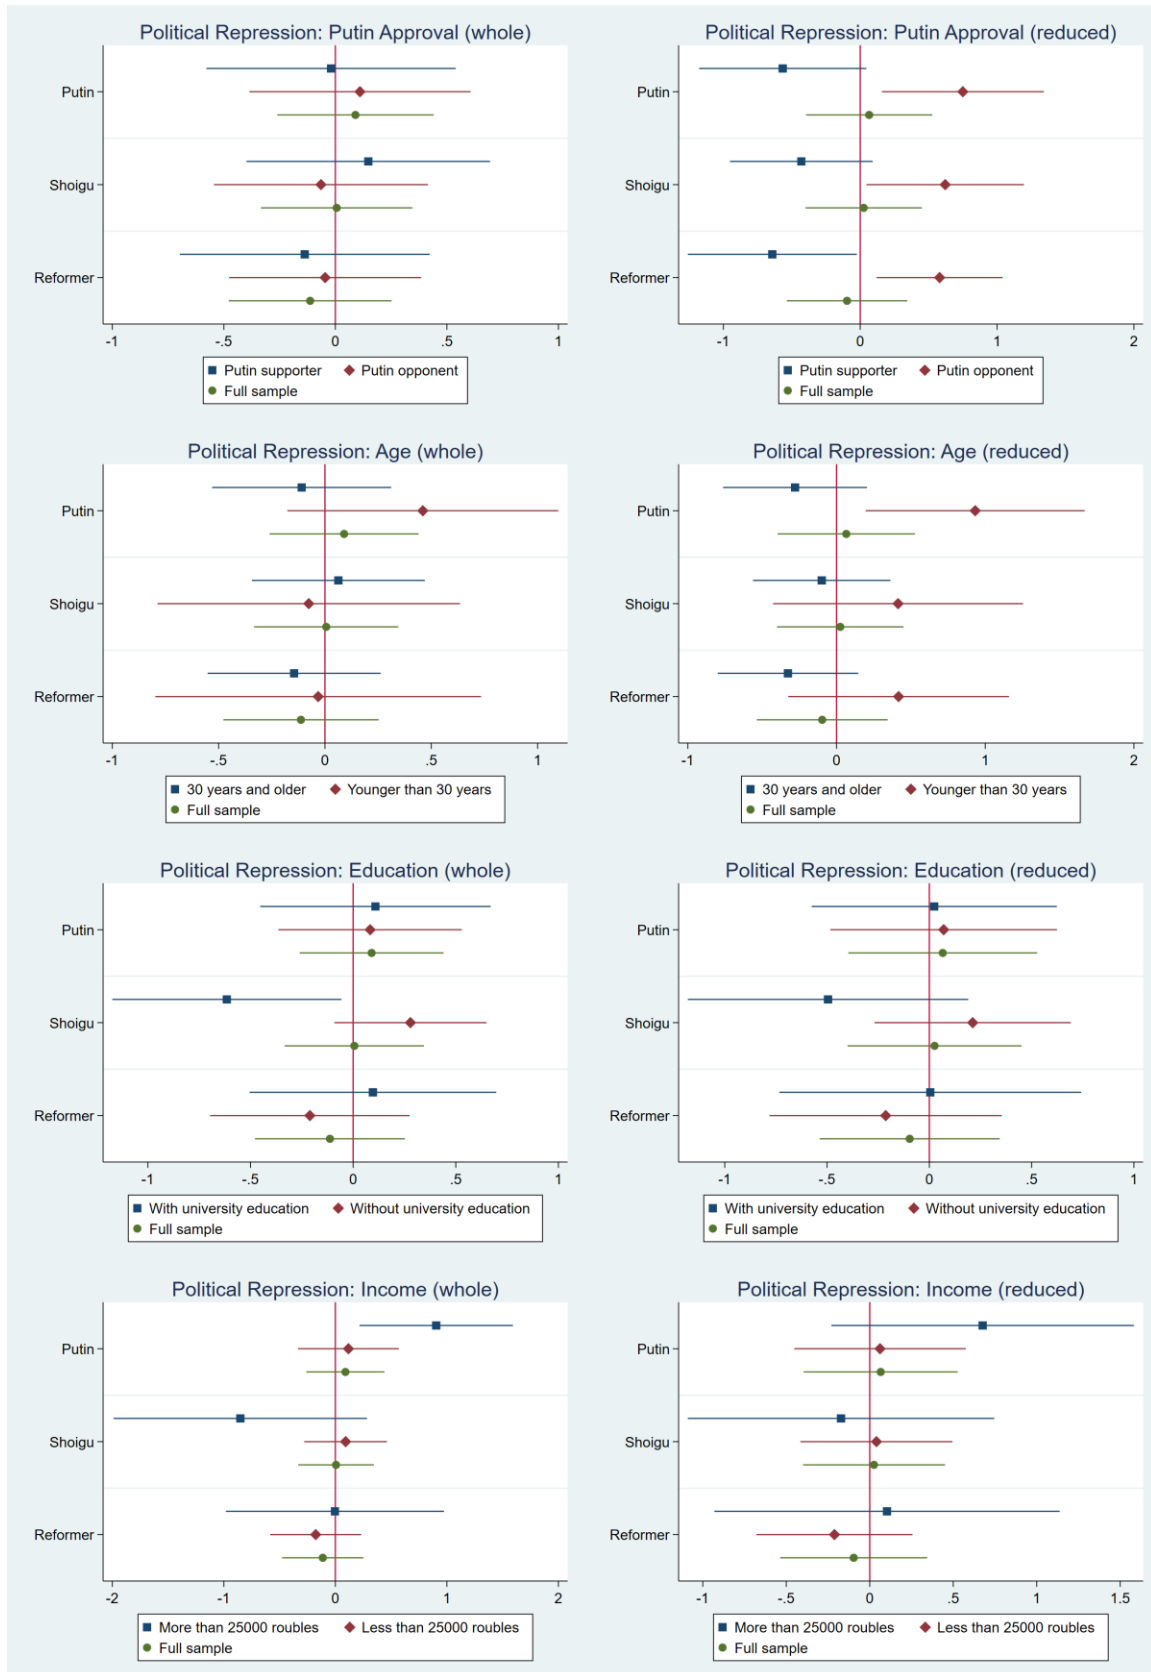 Political Repression: Putin Approval (whole)
Putin
Shoigu
Reformer
-1 -.5 0 .5 1
Putin supporter Putin opponent
Full sample
Political Repression: Putin Approval (reduced)
Putin
Shoigu
Reformer
-1 0 1 2
Putin supporter Putin opponent
Full sample
Political Repression: Age (whole)
Putin
Shoigu
Reformer
-1 -.5 0 .5 1
30 years and older Younger than 30 years
Full sample
Political Repression: Age (reduced)
Putin
Shoigu
Reformer
-1 0 1 2
30 years and older Younger than 30 years
Full sample
Political Repression: Education (whole)
Putin
Shoigu
Reformer
-1 -.5 0 .5 1
With university education Without university education
Full sample
Political Repression: Education (reduced)
Putin
Shoigu
Reformer
-1 -.5 0 .5 1
With university education Without university education
Full sample
Political Repression: Income (whole)
Putin
Shoigu
Reformer
-2 -1 0 1 2
More than 25000 roubles Less than 25000 roubles
Full sample
Political Repression: Income (reduced)
Putin
Shoigu
Reformer
-1 -.5 0 .5 1 1.5
More than 25000 roubles Less than 25000 roubles
Full sample